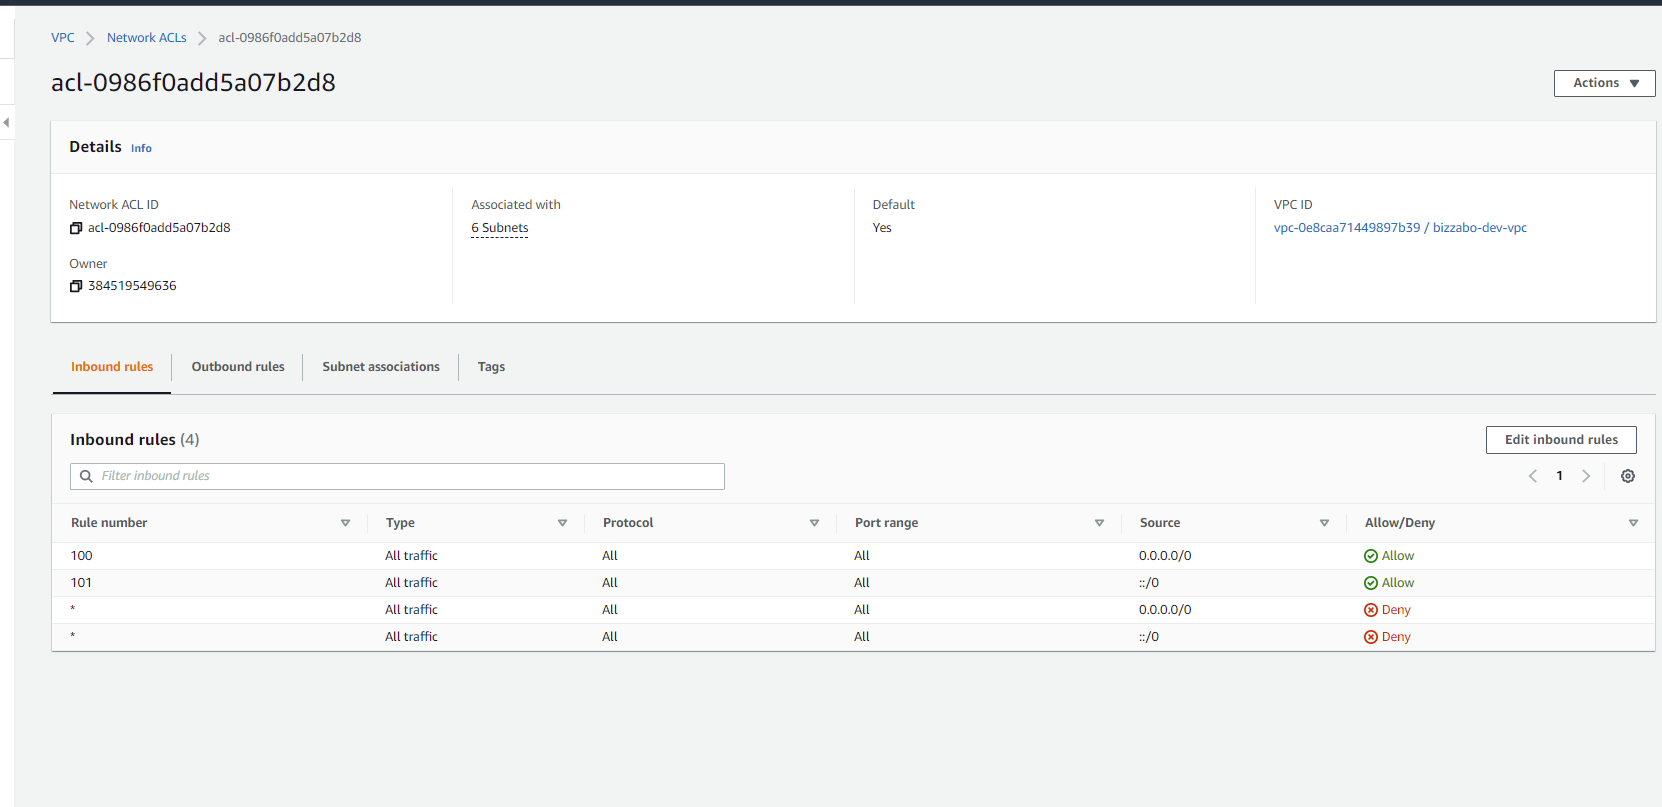 VPC Network ACLs acl-0986f0add5a07b2d8
acl-0986f0add5a07b2d8
Actions
Details Info
Network ACL ID Associated with Default VPC ID
acl-0986f0add5a07b2d8 6 Subnets Yes vpc-0e8caa71449897b39 / bizzabo-dev-vpc
Owner
384519549636
Inbound rules Outbound rules Subnet associations Tags
Inbound rules (4)
Edit inbound rules
Filter inbound rules
1
Rule number Type Protocol Port range Source Allow/Deny
100 All traffic All All 0.0.0.0/0 Allow
101 All traffic All All ::/0 Allow
* All traffic All All 0.0.0.0/0 Deny
* All traffic All All ::/0 Deny